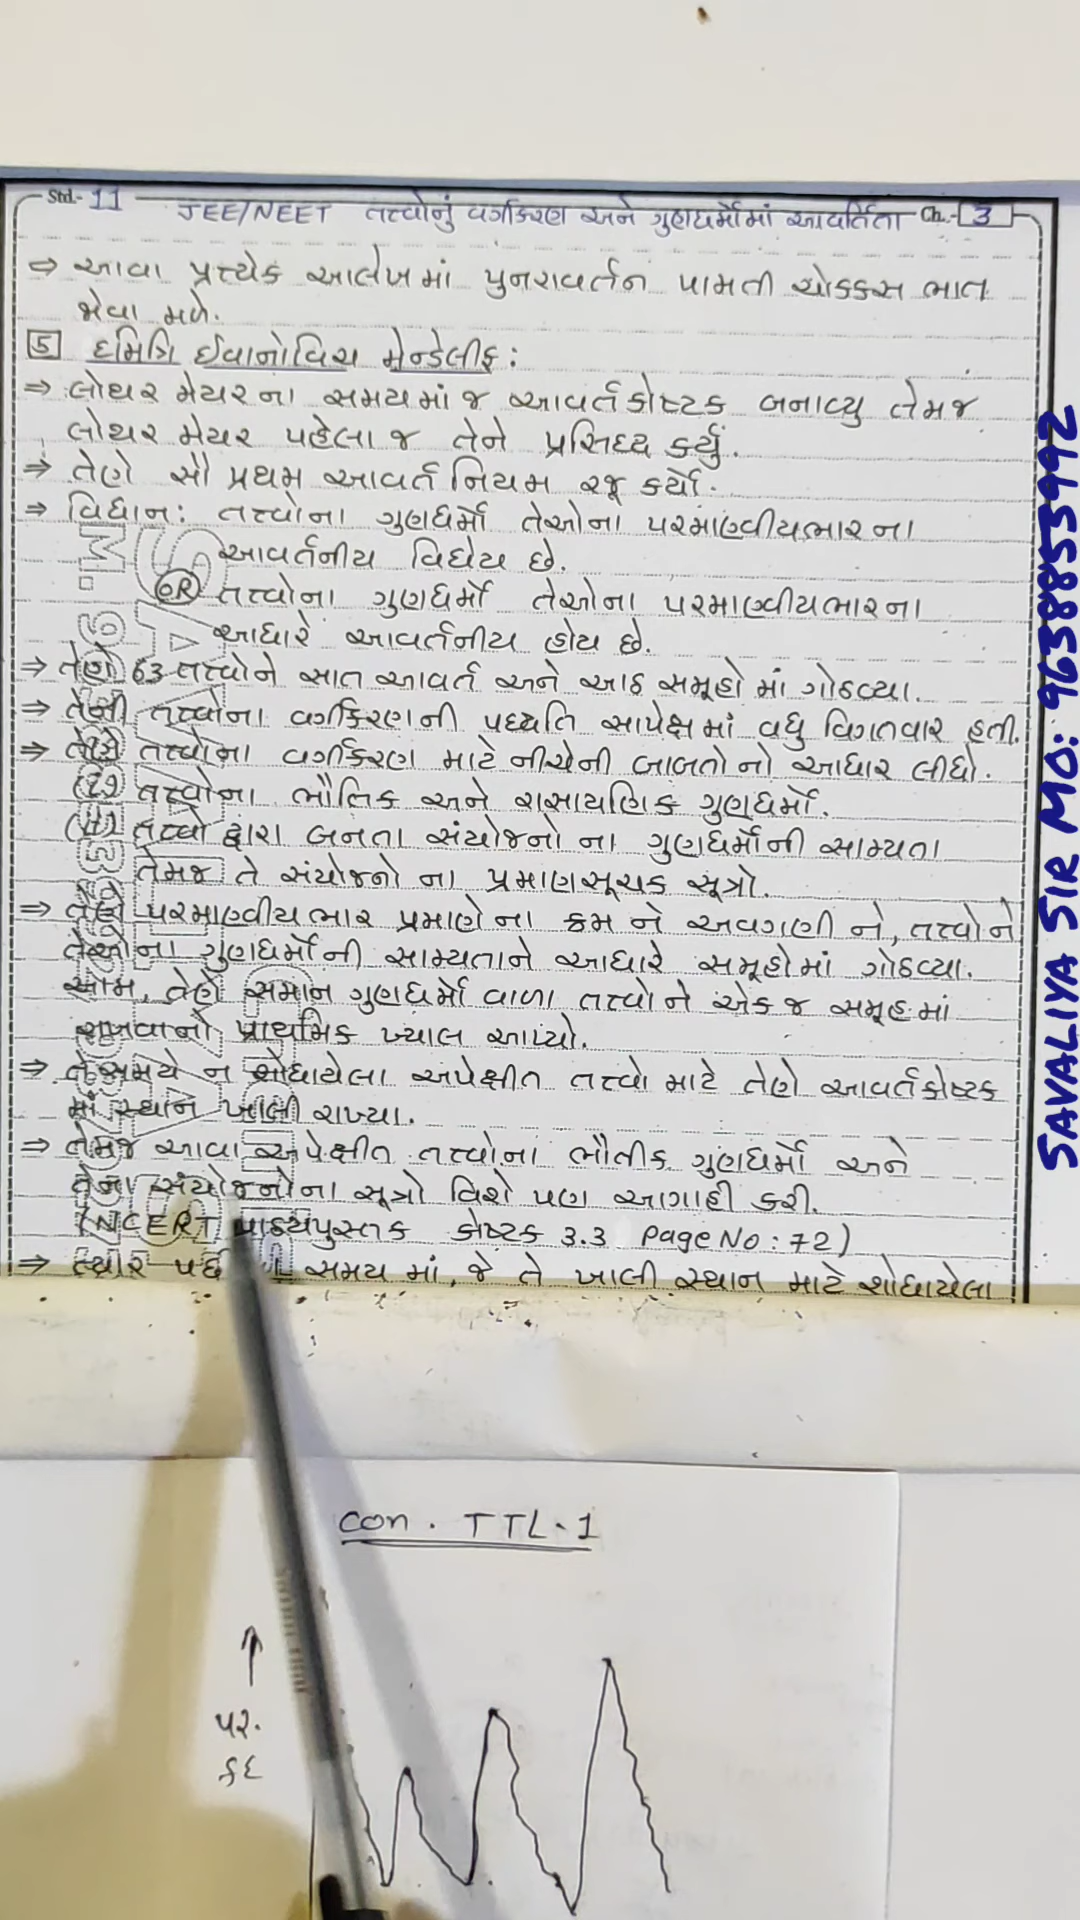 Std.- 11 JEE/NEET તત્ત્વોનું વર્ગીકરણ અને ગુણધર્મોમાં આવર્તિતા Ch.- 3
⇒ આવા પ્રત્યેક આલેખમાં પુનરાવર્તન પામતી ચોકકસ ભાત
જોવા મળે.
5 દમિત્રિ ઈવાનોવિચ મેન્ડેલીફ :
⇒ લોથર મેયરના સમયમાં જ આવર્તકોષ્ટક બનાવ્યુ તેમજ
લોથર મેયર પહેલા જ તેને પ્રસિધ્ધ કર્યું.
⇒ તેણે સૌ પ્રથમ આવર્ત નિયમ રજૂ કર્યો.
⇒ વિધાન: તત્ત્વોના ગુણધર્મો તેઓના પરમાણ્વીયભારના
આવર્તનીય વિધેય છે.
OR તત્ત્વોના ગુણધર્મો તેઓના પરમાણ્વીયભારના
આધારે આવર્તનીય હોય છે.
⇒ તેણે 63 તત્ત્વોને સાત આવર્ત અને આઠ સમૂહો માં ગોઠવ્યા.
⇒ તેની તત્ત્વોના વર્ગીકરણની પધ્ધતિ સાપેક્ષમાં વધુ વિગતવાર હતી.
⇒ તેણે તત્ત્વોના વર્ગીકરણ માટે નીચેની બાબતો નો આધાર લીધો.
તત્ત્વોના ભૌતિક અને રાસાયણિક ગુણધર્મો.
તત્ત્વો દ્વારા બનતા સંયોજનો ના ગુણધર્મોની સામ્યતા
તેમજ તે સંયોજનો ના પ્રમાણસૂચક સૂત્રો.
⇒ તેણે પરમાણ્વીયભાર પ્રમાણેના ક્રમ ને અવગણી ને, તત્ત્વોને
તેઓના ગુણધર્મોની સામ્યતાને આધારે સમૂહોમાં ગોઠવ્યા.
આમ, તેણે સમાન ગુણધર્મો વાળા તત્ત્વોને એક જ સમૂહમાં
રાખવાનો પ્રાથમિક ખ્યાલ આપ્યો.
⇒ તે સમયે ન શોધાયેલા અપેક્ષીત તત્ત્વો માટે તેણે આવર્તકોષ્ટક
માં સ્થાન ખાલી રાખ્યા.
⇒ તેમજ આવા અપેક્ષીત તત્ત્વોના ભૌતીક ગુણધર્મો અને
તેના સંયોજનોના સૂત્રો વિશે પણ આગાહી કરી.
(NCERT પાઠ્યપુસ્તક કોષ્ટક 3.3 Page No : 72)
⇒ ત્યાર પછી સમય માં, જે તે ખાલી સ્થાન માટે શોધાયેલા
SAVALIYA SIR MO: 9638853992
con. TTL-1
↑
પર.
કદ